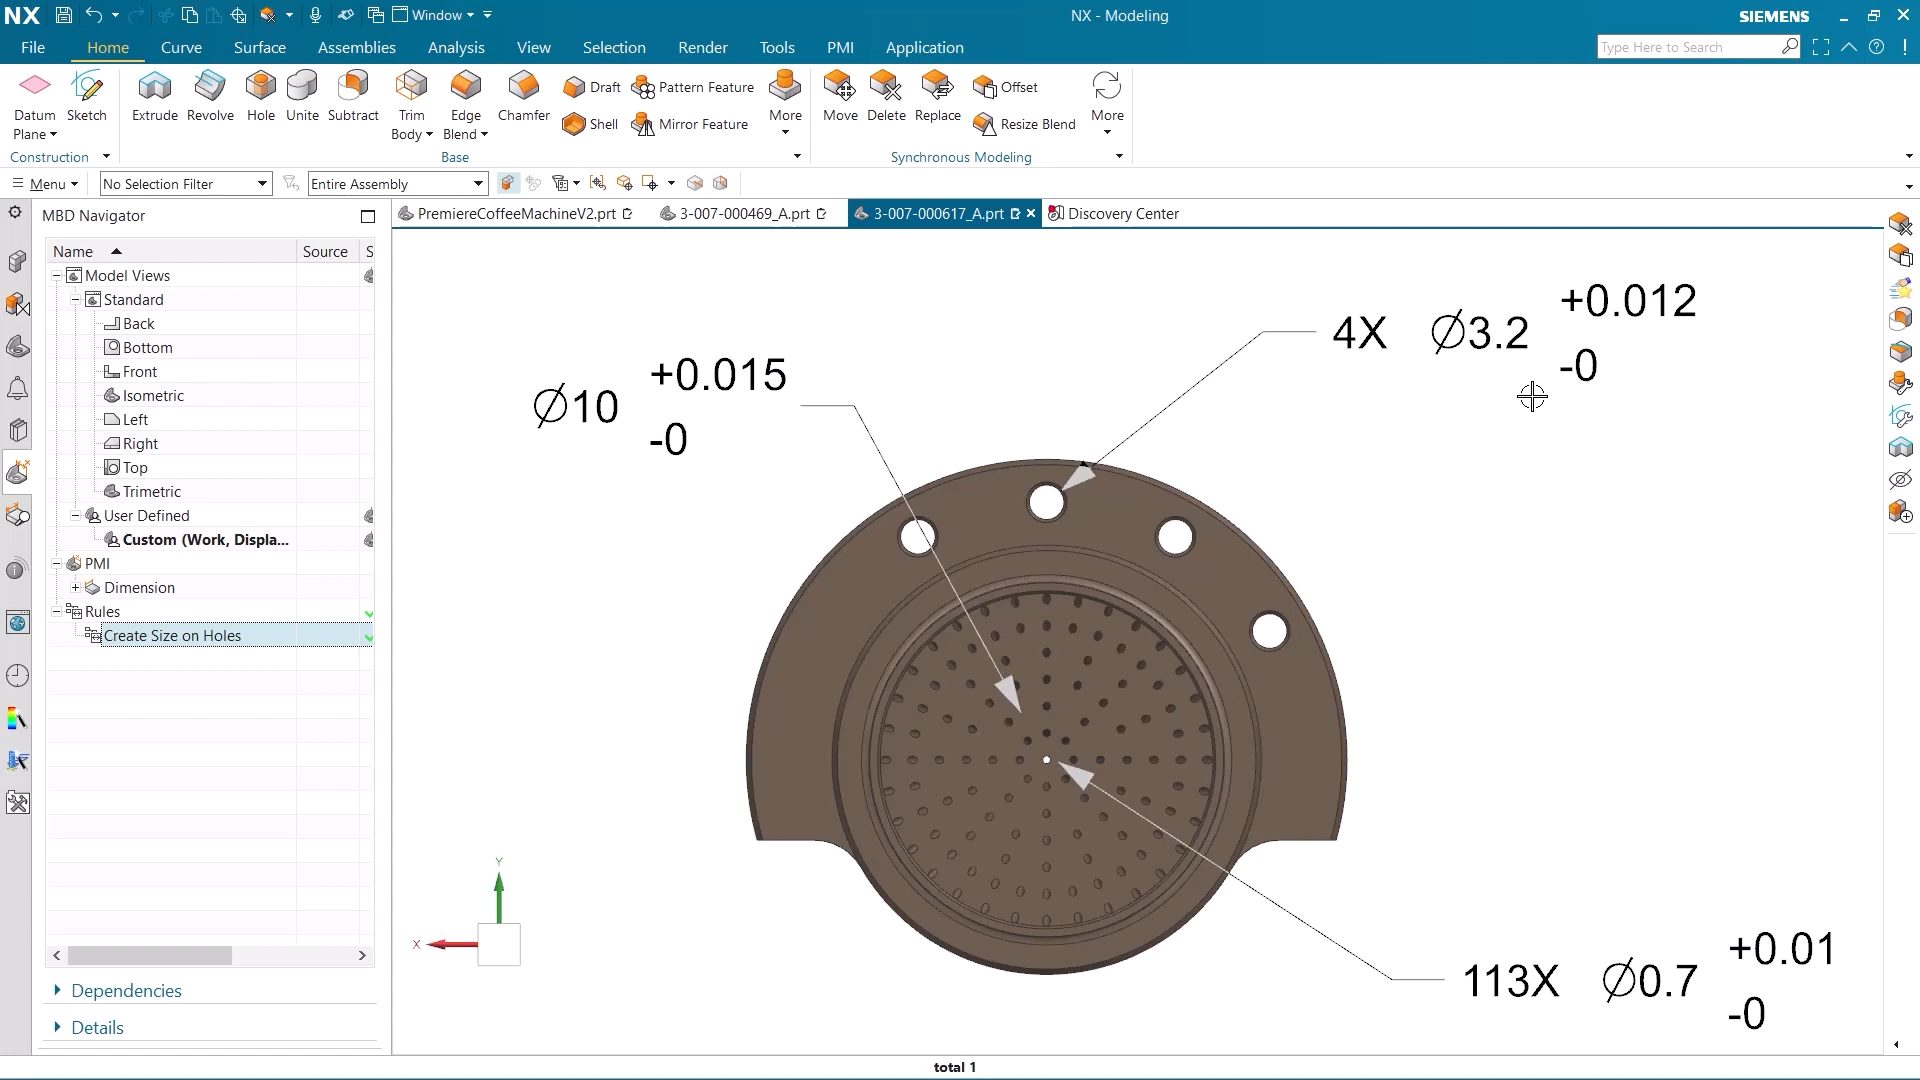 NX
Window
NX - Modeling
SIEMENS
File Home Curve Surface Assemblies Analysis View Selection Render Tools PMI Application
Type Here to Search
Datum Plane
Sketch
Extrude
Revolve
Hole
Unite
Subtract
Trim Body
Edge Blend
Chamfer
Draft
Shell
Pattern Feature
Mirror Feature
More
Move
Delete
Replace
Offset
Resize Blend
More
Construction
Base
Synchronous Modeling
Menu
No Selection Filter
Entire Assembly
MBD Navigator
PremiereCoffeeMachineV2.prt
3-007-000469_A.prt
3-007-000617_A.prt
Discovery Center
Name Source S
Model Views
Standard
Back
Bottom
Front
Isometric
Left
Right
Top
Trimetric
User Defined
Custom (Work, Displa...
PMI
Dimension
Rules
Create Size on Holes
Dependencies
Details
4X ∅3.2 +0.012
-0
∅10 +0.015
-0
113X ∅0.7 +0.01
-0
Y
X
total 1